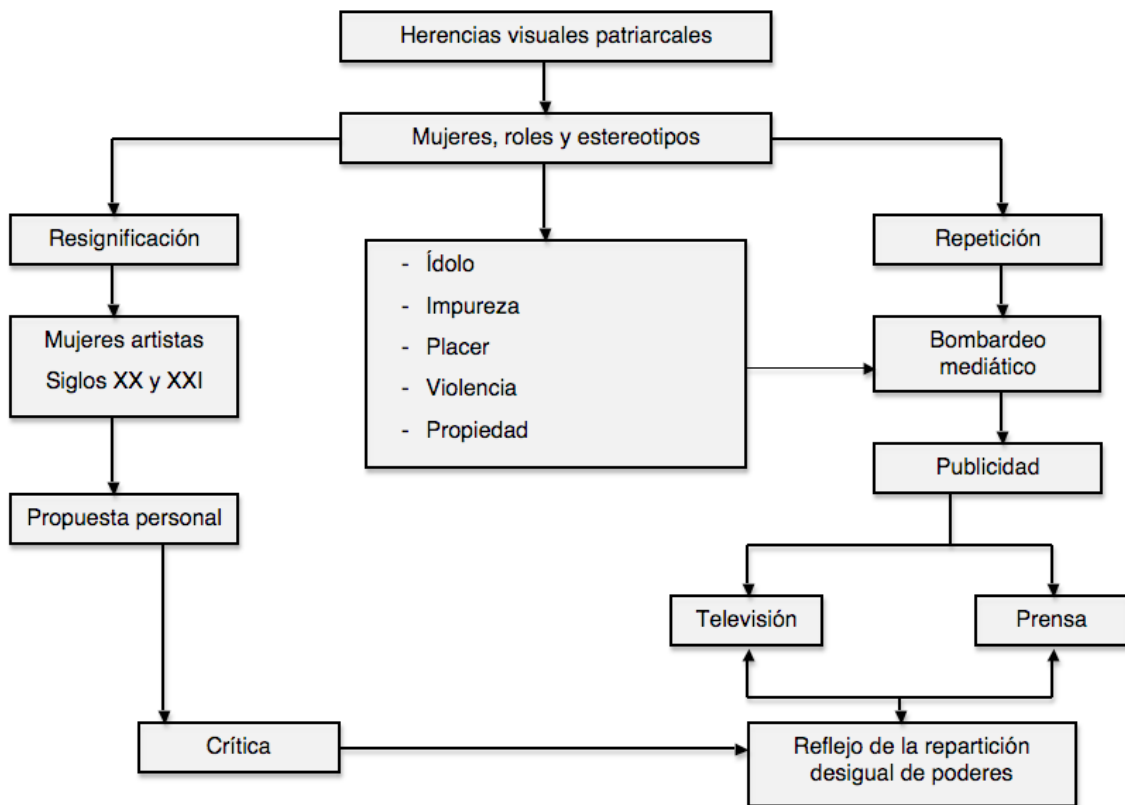 Herencias visuales patriarcales
Mujeres, roles y estereotipos
Resignificación
Repetición
- Ídolo
- Impureza
- Placer
- Violencia
- Propiedad
Mujeres artistas
Siglos XX y XXI
Bombardeo
mediático
Publicidad
Propuesta personal
Televisión
Prensa
Crítica
Reflejo de la repartición
desigual de poderes